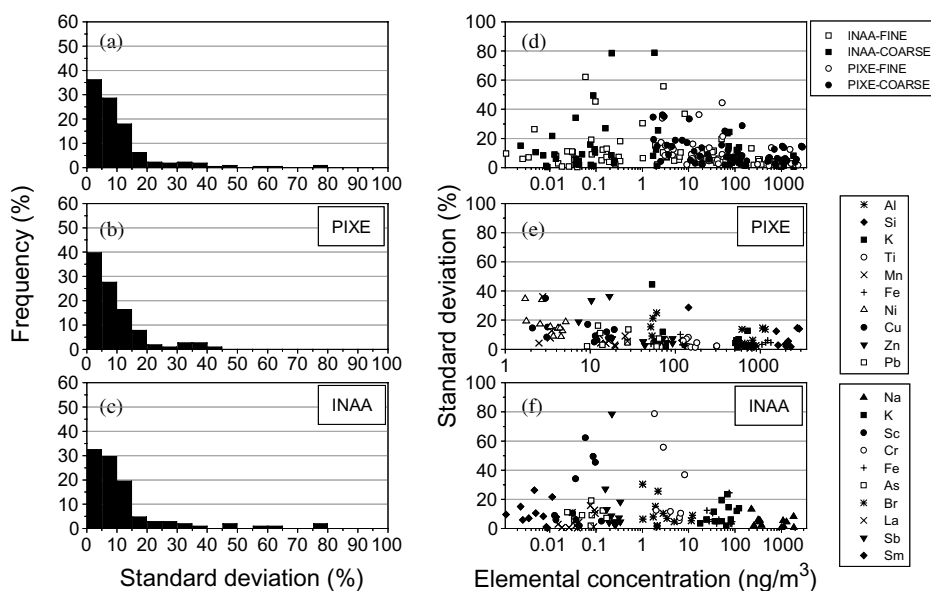 (a)
60
50
40
30
20
10
0
0 10 20 30 40 50 60 70 80 90 100
(b)
PIXE
60
50
40
30
20
10
0
0 10 20 30 40 50 60 70 80 90 100
(c)
INAA
60
50
40
30
20
10
0
0 10 20 30 40 50 60 70 80 90 100
Frequency (%)
Standard deviation (%)
(d)
100
80
60
40
20
0
0.01 0.1 1 10 100 1000
INAA-FINE
INAA-COARSE
PIXE-FINE
PIXE-COARSE
(e)
PIXE
100
80
60
40
20
0
1 10 100 1000
Al
Si
K
Ti
Mn
Fe
Ni
Cu
Zn
Pb
(f)
INAA
100
80
60
40
20
0
0.01 0.1 1 10 100 1000
Na
K
Sc
Cr
Fe
As
Br
La
Sb
Sm
Standard deviation (%)
Elemental concentration (ng/m³)